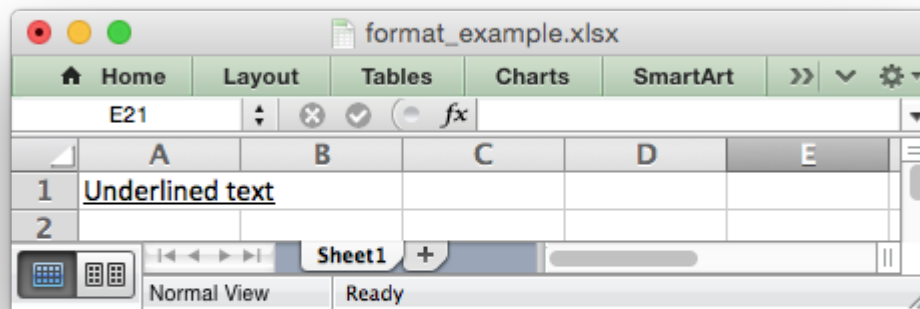 format_example.xlsx
Home Layout Tables Charts SmartArt
E21 fx
A B C D E
1 Underlined text
2
Sheet1 +
Normal View Ready